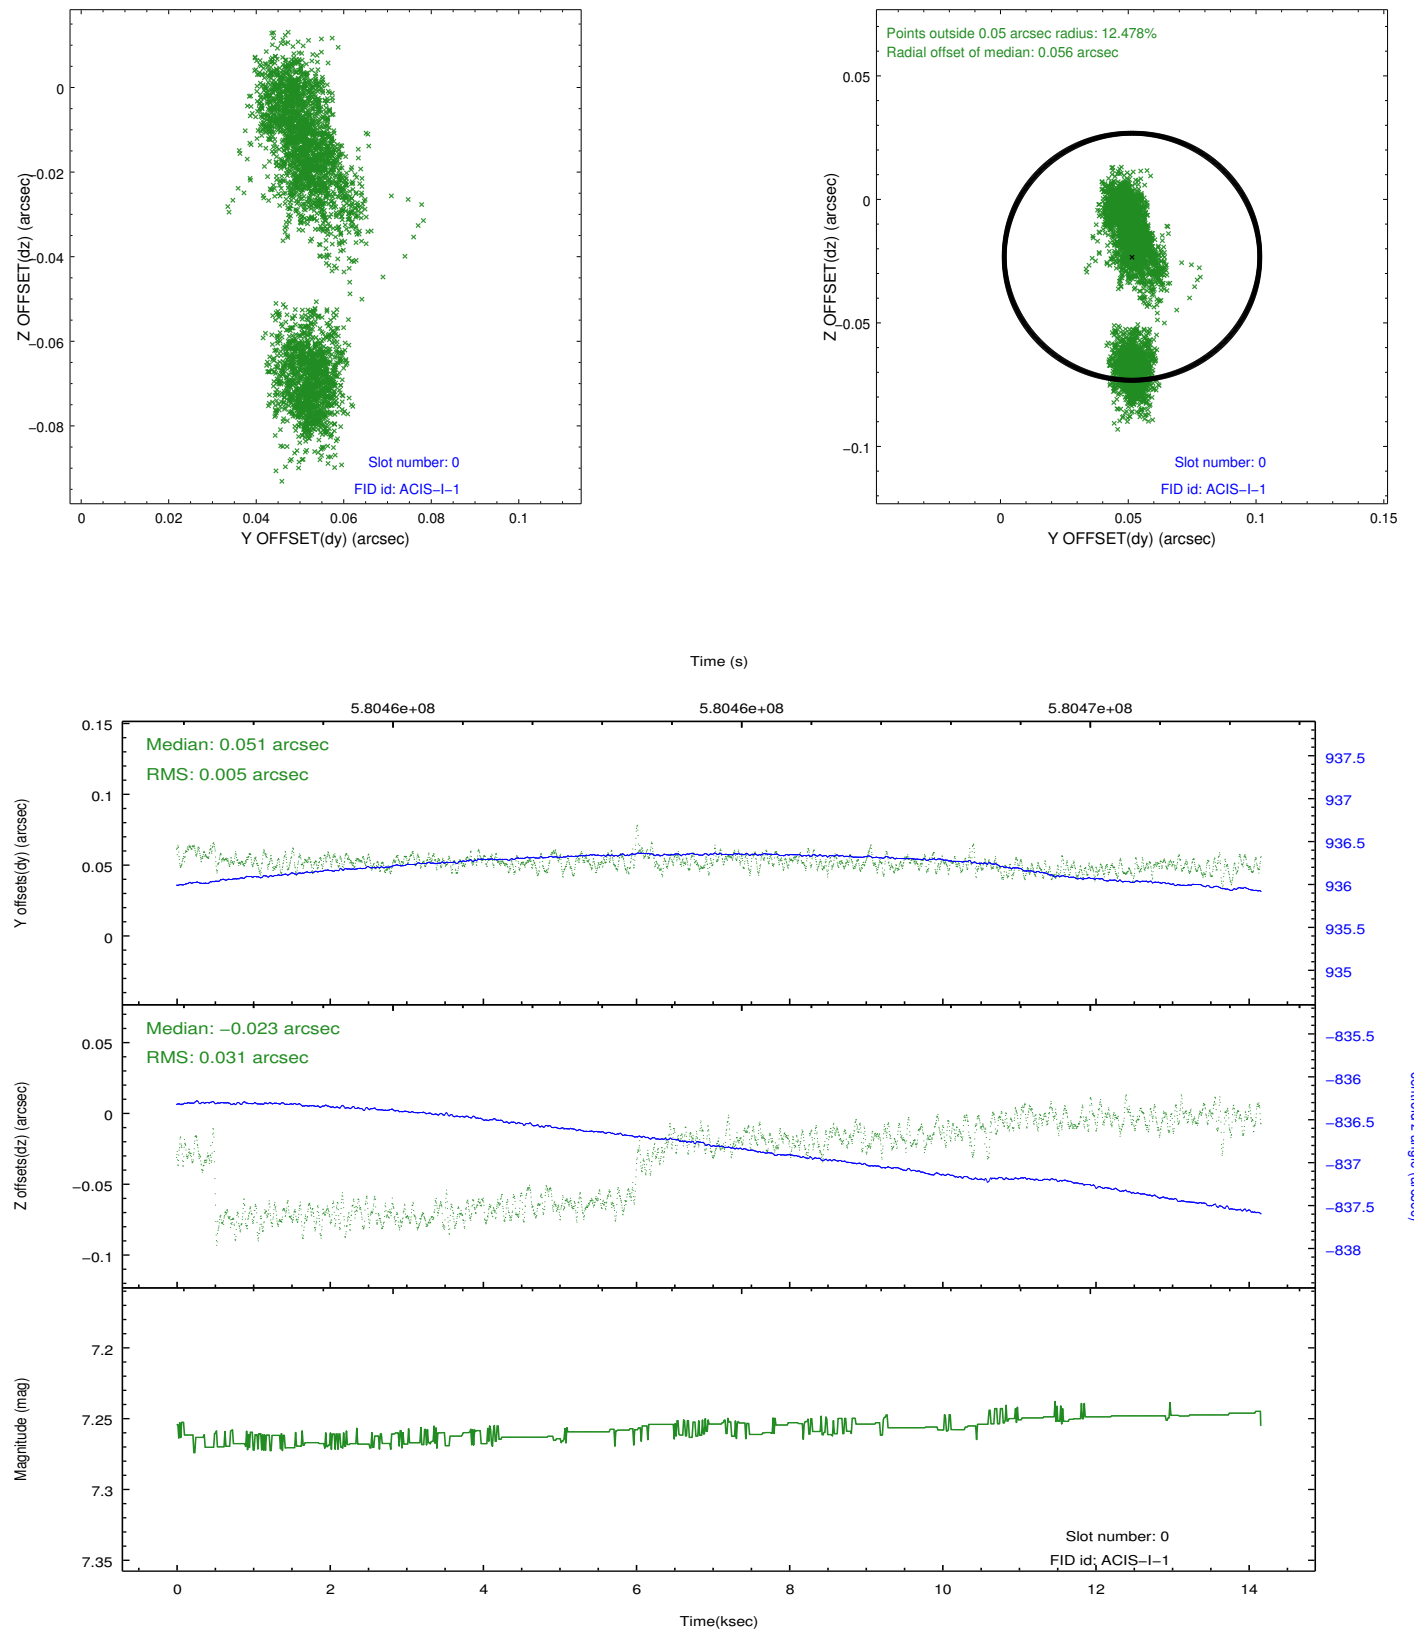 0
−0.02
−0.04
−0.06
−0.08
Z OFFSET(dz) (arcsec)
0
0.02
0.04
0.06
0.08
0.1
Y OFFSET(dy) (arcsec)
Slot number: 0
FID id: ACIS−I−1
Points outside 0.05 arcsec radius: 12.478%
Radial offset of median: 0.056 arcsec
0.05
0
−0.05
−0.1
Z OFFSET(dz) (arcsec)
Slot number: 0
FID id: ACIS−I−1
0
0.05
0.1
0.15
Y OFFSET(dy) (arcsec)
Time (s)
5.8046e+08
5.8046e+08
5.8047e+08
Median: 0.051 arcsec
RMS: 0.005 arcsec
0.15
0.1
0.05
0
Y offsets(dy) (arcsec)
937.5
937
936.5
936
935.5
935
Median: −0.023 arcsec
RMS: 0.031 arcsec
0.05
0
−0.05
−0.1
Z offsets(dz) (arcsec)
−835.5
−836
−836.5
−837
−837.5
−838
7.2
7.25
7.3
7.35
Magnitude (mag)
Slot number: 0
FID id: ACIS−I−1
0
2
4
6
8
10
12
14
Time(ksec)